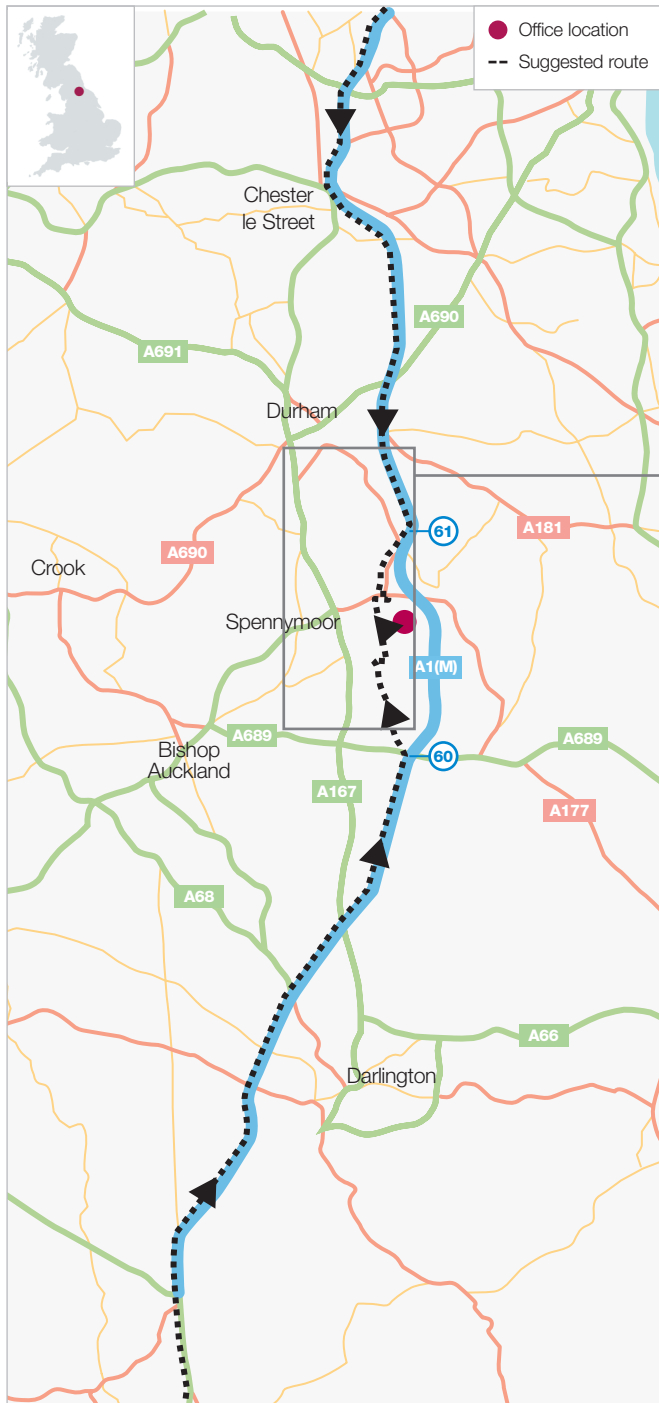 Office location
Suggested route
Chester
le Street
A690
A691
Durham
61
A181
A690
Crook
Spennymoor
A1(M)
A689
A689
Bishop
Auckland
60
A167
A177
A68
A66
Darlington